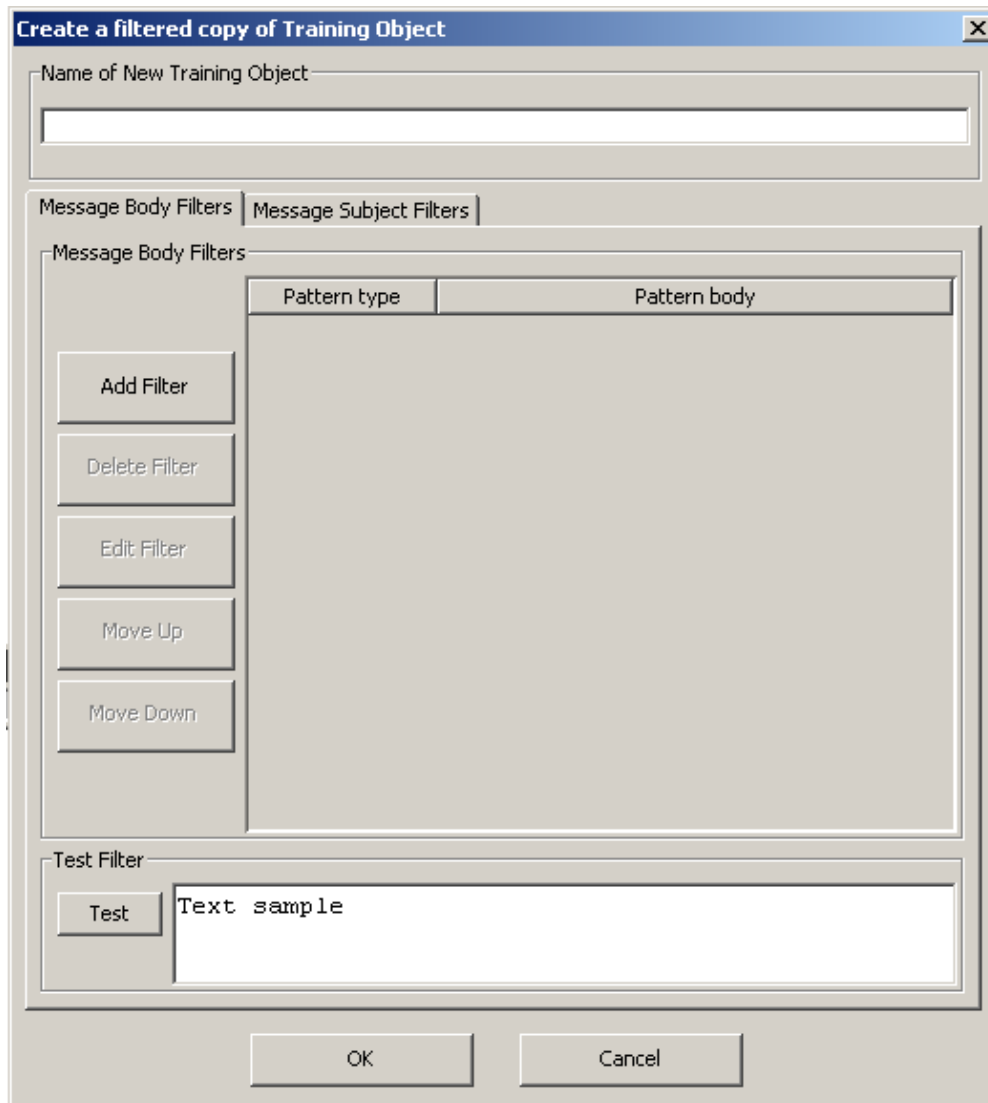 Create a filtered copy of Training Object
Name of New Training Object
Message Body Filters
Message Subject Filters
Message Body Filters
Pattern type
Pattern body
Add Filter
Delete Filter
Edit Filter
Move Up
Move Down
Test Filter
Test
Text sample
OK
Cancel